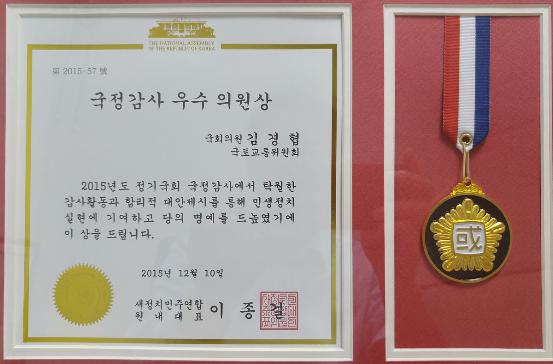 THE NATIONAL ASSEMBLY
OF THE REPUBLIC OF KOREA
第 2015-57 號
국정감사 우수 의원상
국회의원 김 경 협
국토교통위원회
2015년도 정기국회 국정감사에서 탁월한
감사활동과 합리적 대안제시를 통해 민생정치
실현에 기여하고 당의 명예를 드높였기에
이 상을 드립니다.
2015년 12월 10일
새정치민주연합
원 내 대 표 이 종 걸
國